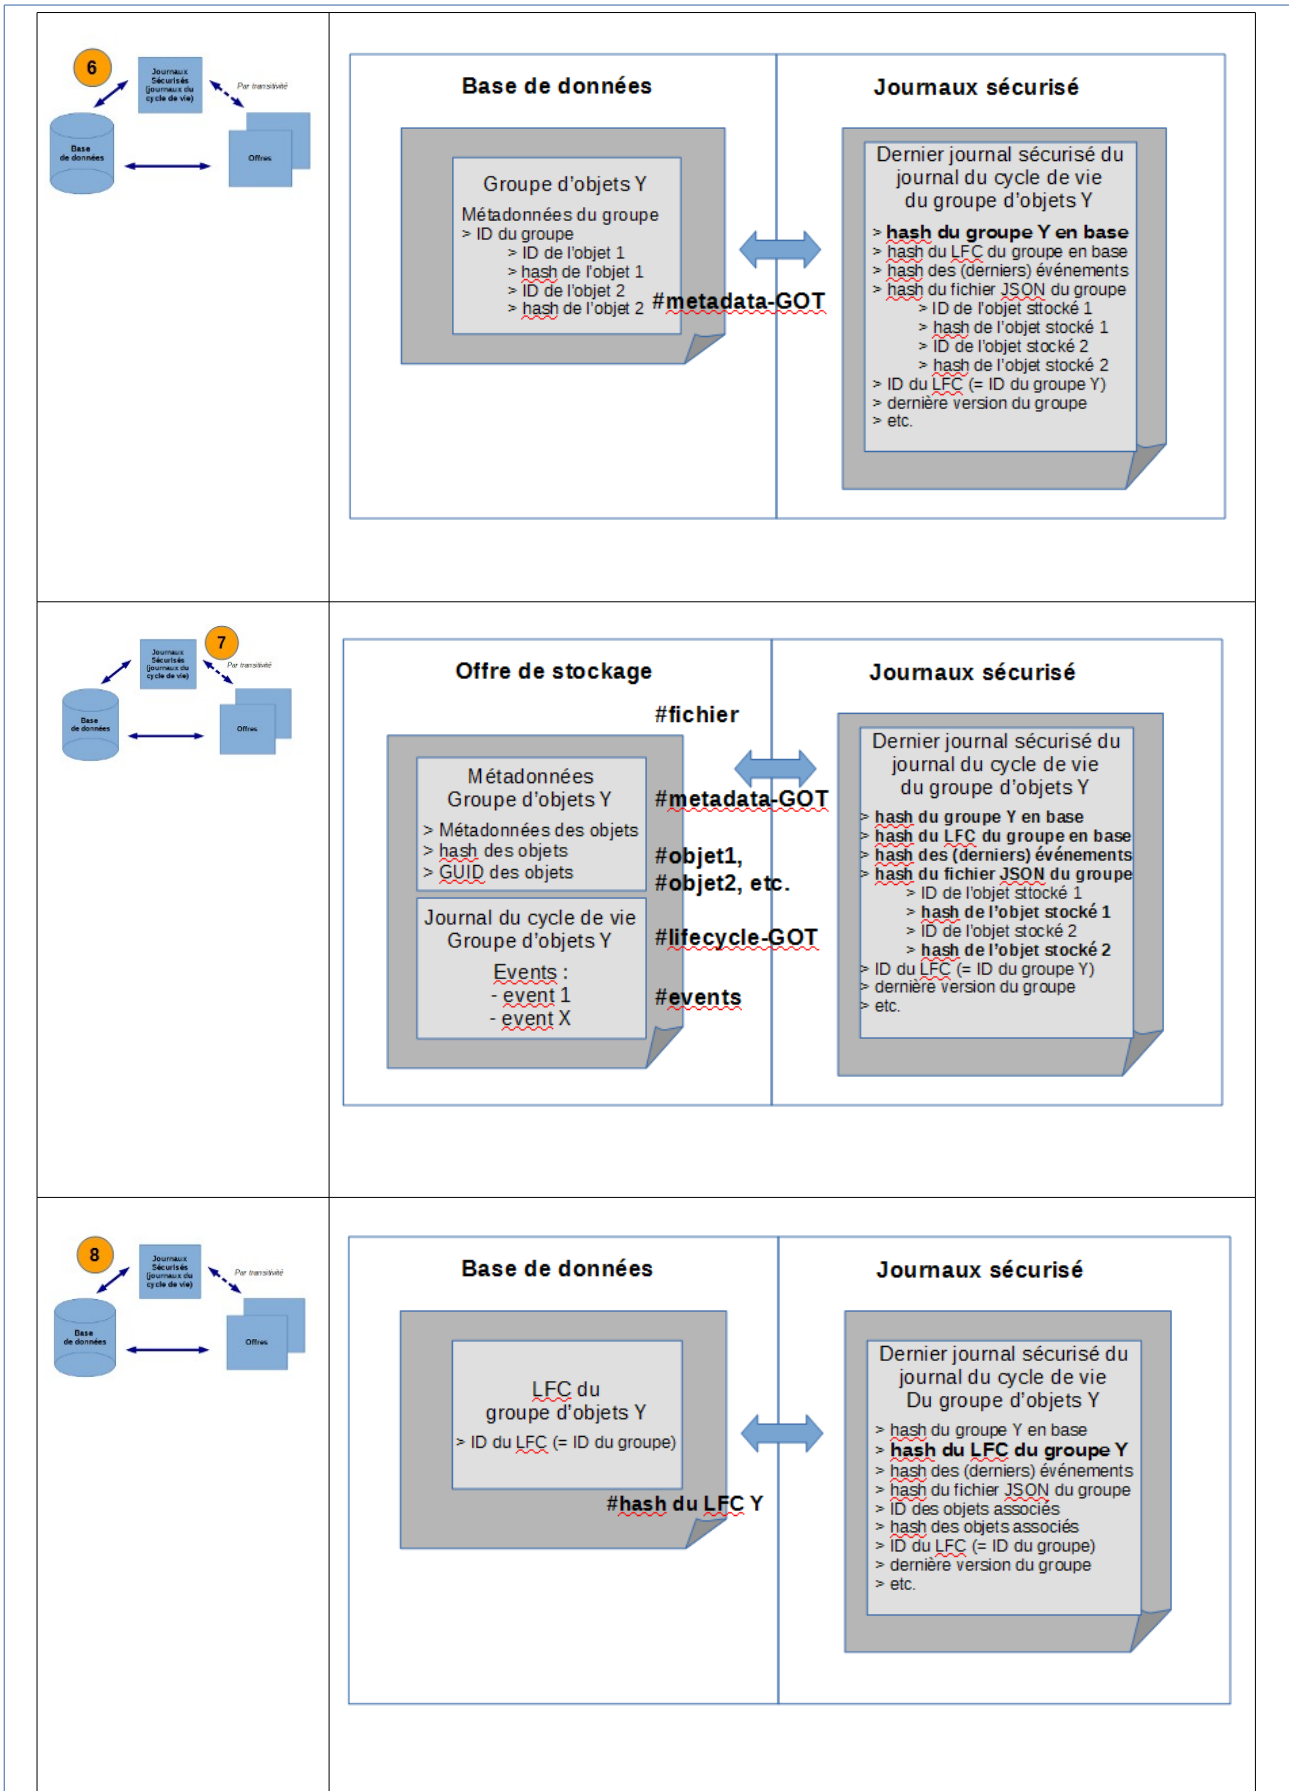 6
Journaux
Sécurisés
(journaux du
cycle de vie)
Par transitivité
Base
de données
Offres
Base de données
Journaux sécurisé
Groupe d'objets Y
Métadonnées du groupe
> ID du groupe
> ID de l'objet 1
> hash de l'objet 1
> ID de l'objet 2
> hash de l'objet 2
#metadata-GOT
Dernier journal sécurisé du
journal du cycle de vie
du groupe d'objets Y
> hash du groupe Y en base
> hash du LFC du groupe en base
> hash des (derniers) événements
> hash du fichier JSON du groupe
> ID de l'objet sttocké 1
> hash de l'objet stocké 1
> ID de l'objet stocké 2
> hash de l'objet stocké 2
> ID du LFC (= ID du groupe Y)
> dernière version du groupe
> etc.
7
Journaux
Sécurisés
(journaux du
cycle de vie)
Par transitivité
Base
de données
Offres
Offre de stockage
Journaux sécurisé
#fichier
Métadonnées
Groupe d'objets Y
> Métadonnées des objets
> hash des objets
> GUID des objets
#metadata-GOT
#objet1,
#objet2, etc.
Journal du cycle de vie
Groupe d'objets Y
Events :
- event 1
- event X
#lifecycle-GOT
#events
Dernier journal sécurisé du
journal du cycle de vie
du groupe d'objets Y
> hash du groupe Y en base
> hash du LFC du groupe en base
> hash des (derniers) événements
> hash du fichier JSON du groupe
> ID de l'objet sttocké 1
> hash de l'objet stocké 1
> ID de l'objet stocké 2
> hash de l'objet stocké 2
> ID du LFC (= ID du groupe Y)
> dernière version du groupe
> etc.
8
Journaux
Sécurisés
(journaux du
cycle de vie)
Par transitivité
Base
de données
Offres
Base de données
Journaux sécurisé
LFC du
groupe d'objets Y
> ID du LFC (= ID du groupe)
#hash du LFC Y
Dernier journal sécurisé du
journal du cycle de vie
Du groupe d'objets Y
> hash du groupe Y en base
> hash du LFC du groupe Y
> hash des (derniers) événements
> hash du fichier JSON du groupe
> ID des objets associés
> hash des objets associés
> ID du LFC (= ID du groupe)
> dernière version du groupe
> etc.